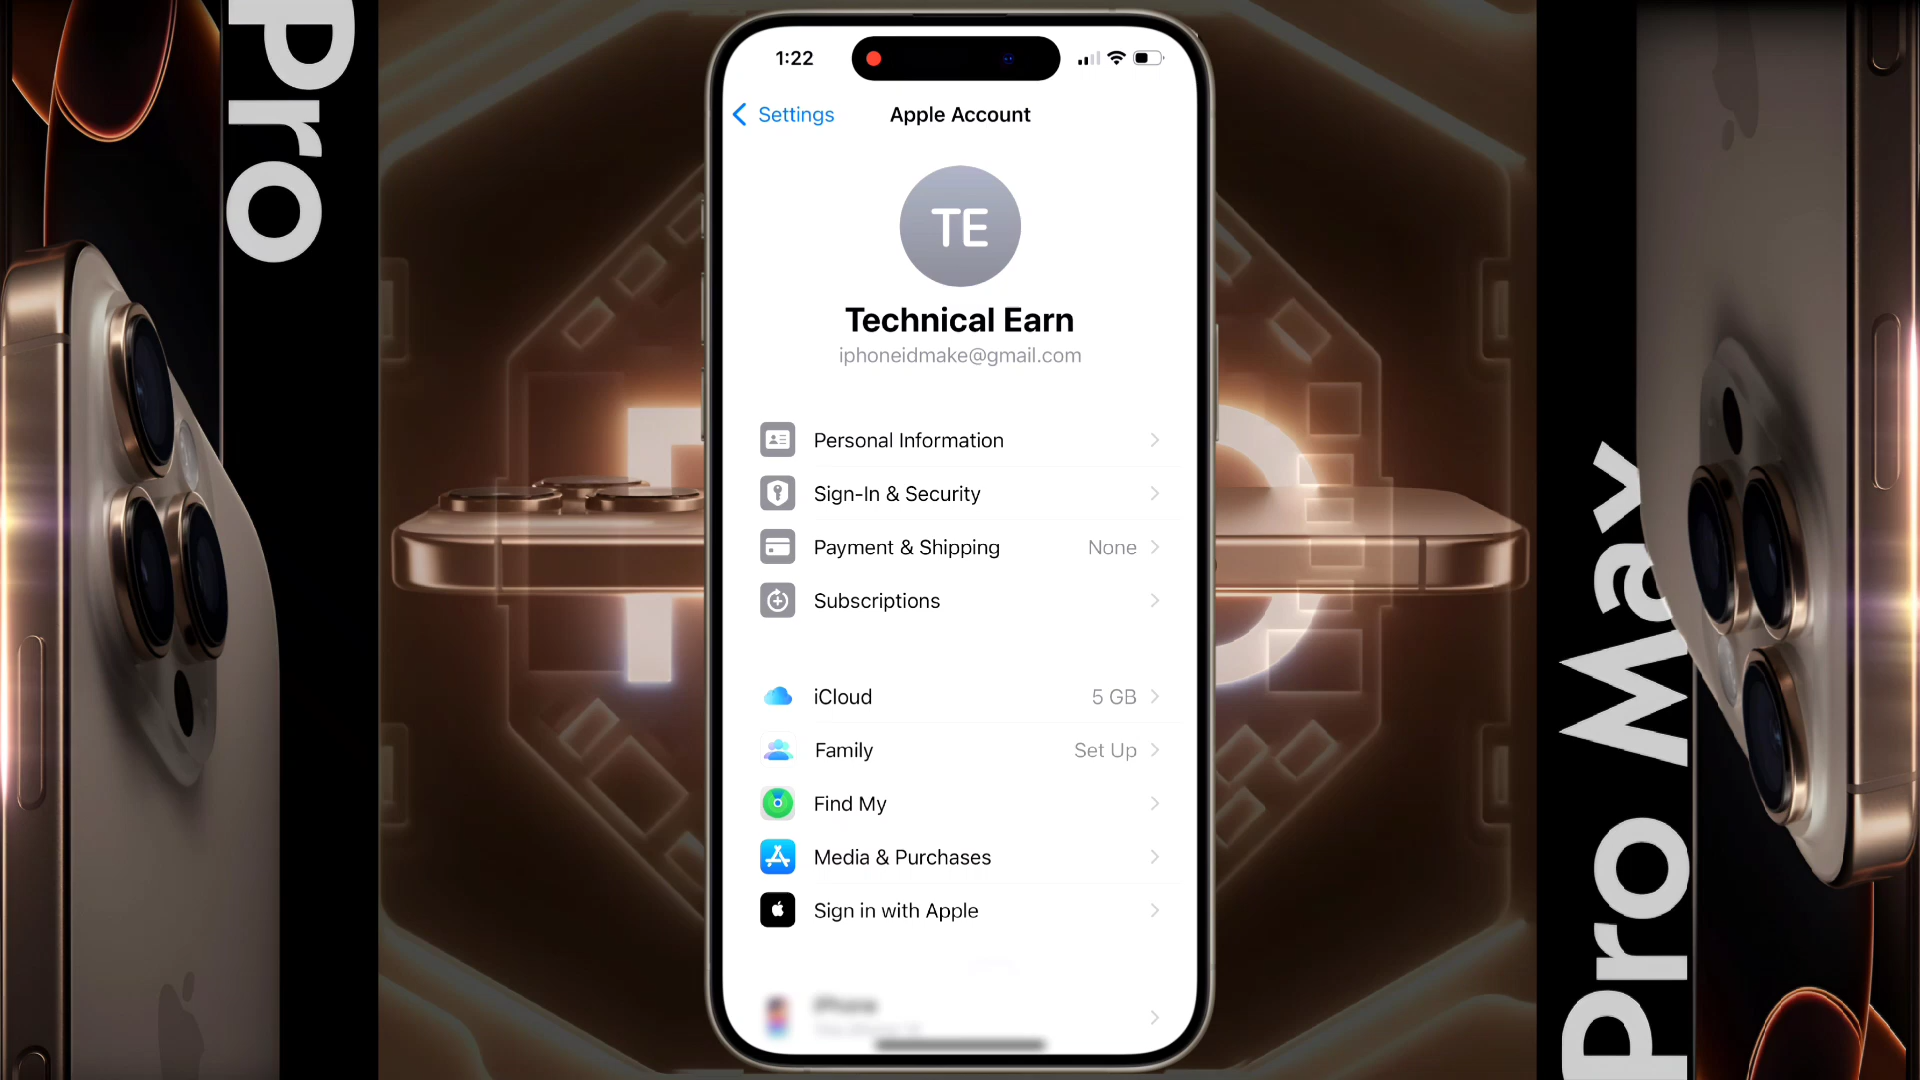 Pro
1:22
Settings
Apple Account
TE
Technical Earn
iphoneidmake@gmail.com
Personal Information
Sign-In & Security
Payment & Shipping None
Subscriptions
iCloud 5 GB
Family Set Up
Find My
Media & Purchases
Sign in with Apple
iPhone
Pro Max